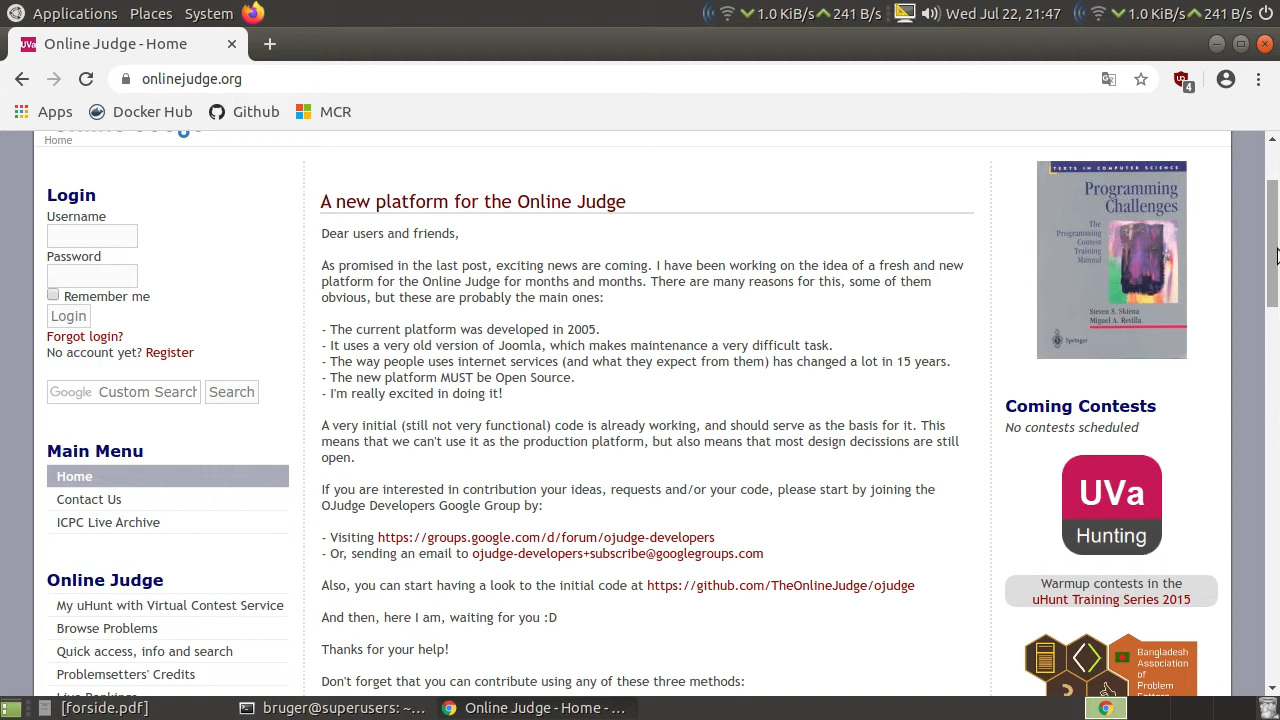 Applications Places System
1.0 KiB/s 241 B/s
Wed Jul 22, 21:47
1.0 KiB/s 241 B/s
UVa Online Judge - Home
onlinejudge.org
4
Apps Docker Hub Github MCR
Home
Login
Username
Password
Remember me
Login
Forgot login?
No account yet? Register
Google Custom Search Search
Main Menu
Home
Contact Us
ICPC Live Archive
Online Judge
My uHunt with Virtual Contest Service
Browse Problems
Quick access, info and search
Problemsetters' Credits
A new platform for the Online Judge
Dear users and friends,
As promised in the last post, exciting news are coming. I have been working on the idea of a fresh and new
platform for the Online Judge for months and months. There are many reasons for this, some of them
obvious, but these are probably the main ones:
- The current platform was developed in 2005.
- It uses a very old version of Joomla, which makes maintenance a very difficult task.
- The way people uses internet services (and what they expect from them) has changed a lot in 15 years.
- The new platform MUST be Open Source.
- I'm really excited in doing it!
A very initial (still not very functional) code is already working, and should serve as the basis for it. This
means that we can't use it as the production platform, but also means that most design decissions are still
open.
If you are interested in contribution your ideas, requests and/or your code, please start by joining the
OJudge Developers Google Group by:
- Visiting https://groups.google.com/d/forum/ojudge-developers
- Or, sending an email to ojudge-developers+subscribe@googlegroups.com
Also, you can start having a look to the initial code at https://github.com/TheOnlineJudge/ojudge
And then, here I am, waiting for you :D
Thanks for your help!
Don't forget that you can contribute using any of these three methods:
TEXTS IN COMPUTER SCIENCE
Programming
Challenges
The
Programming
Contest
Training
Manual
Steven S. Skiena
Miguel A. Revilla
Springer
Coming Contests
No contests scheduled
UVa
Hunting
Warmup contests in the
uHunt Training Series 2015
Bangladesh
Association
of
Problem
[forside.pdf] bruger@superusers: ~... Online Judge - Home - ...